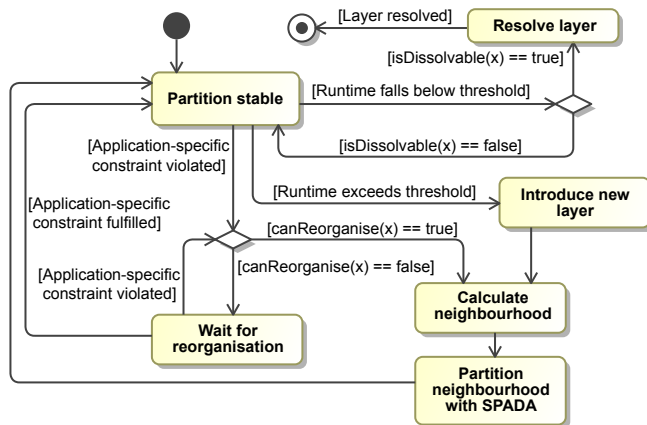 [Layer resolved]
Resolve layer
[isDissolvable(x) == true]
Partition stable
[Runtime falls below threshold]
[isDissolvable(x) == false]
[Application-specific
constraint violated]
[Runtime exceeds threshold]
Introduce new
layer
[Application-specific
constraint fulfilled]
[canReorganise(x) == true]
[canReorganise(x) == false]
[Application-specific
constraint violated]
Calculate
neighbourhood
Wait for
reorganisation
Partition
neighbourhood
with SPADA